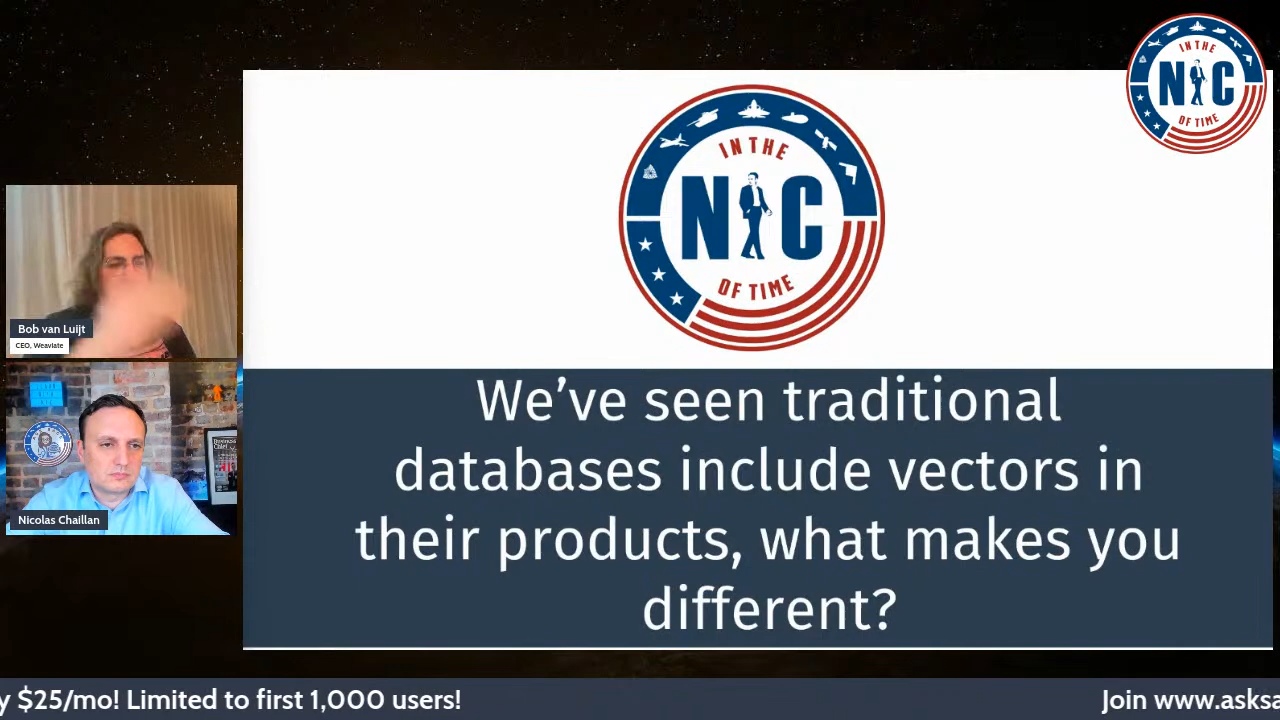 IN THE
NIC
OF TIME
IN THE
NIC
OF TIME
Bob van Luijt
CEO, Weaviate
Nicolas Chaillan
We've seen traditional
databases include vectors in
their products, what makes you
different?
y $25/mo! Limited to first 1,000 users!
Join www.asksa